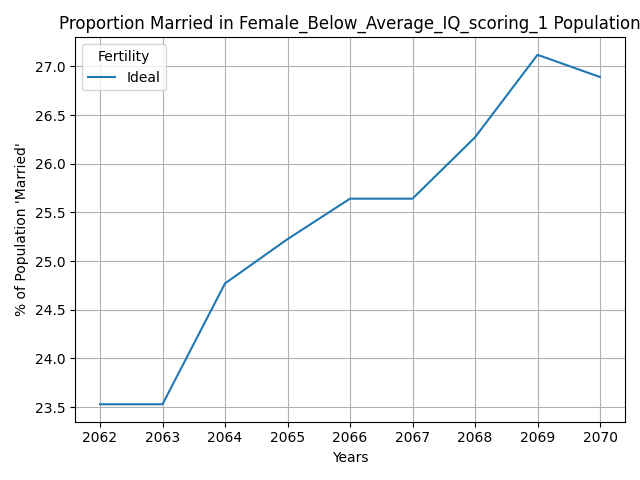 Proportion Married in Female_Below_Average_IQ_scoring_1 Population
Fertility
Ideal
27.0
26.5
26.0
25.5
25.0
24.5
24.0
23.5
% of Population 'Married'
2062 2063 2064 2065 2066 2067 2068 2069 2070
Years